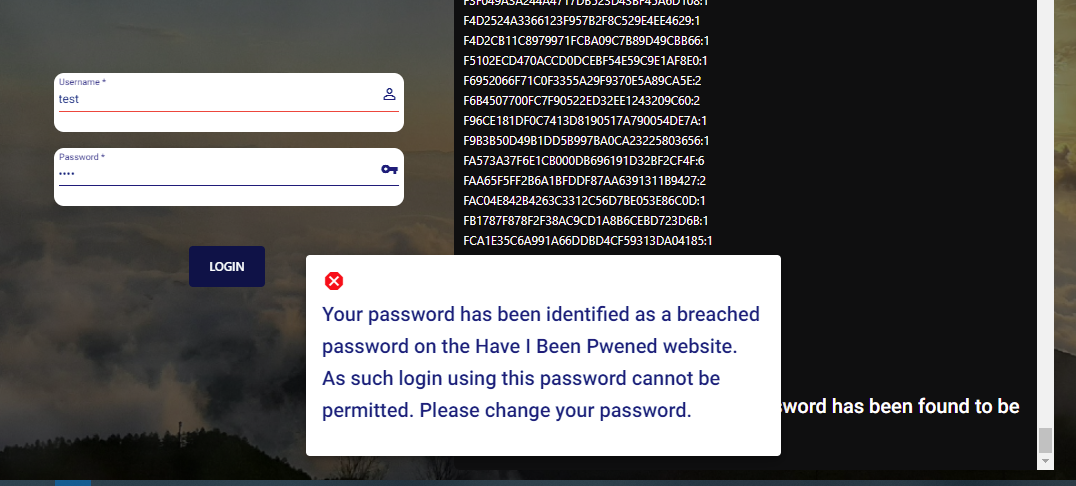 Username *
test
Password *
••••
LOGIN
F4D2524A3366123F957B2F8C529E4EE4629:1
F4D2CB11C8979971FCBA09C7B89D49CBB66:1
F5102ECD470ACCD0DCEBF54E59C9E1AF8E0:1
F6952066F71C0F3355A29F9370E5A89CA5E:2
F6B4507700FC7F90522ED32EE1243209C60:2
F96CE181DF0C7413D8190517A790054DE7A:1
F9B3B50D49B1DD5B997BA0CA23225803656:1
FA573A37F6E1CB000DB696191D32BF2CF4F:6
FAA65F5FF2B6A1BFDDF87AA6391311B9427:2
FAC04E842B4263C3312C56D7BE053E86C0D:1
FB1787F878F2F38AC9CD1A8B6CEBD723D6B:1
FCA1E35C6A991A66DDBD4CF59313DA04185:1
Your password has been identified as a breached
password on the Have I Been Pwened website.
As such login using this password cannot be
permitted. Please change your password.
sword has been found to be